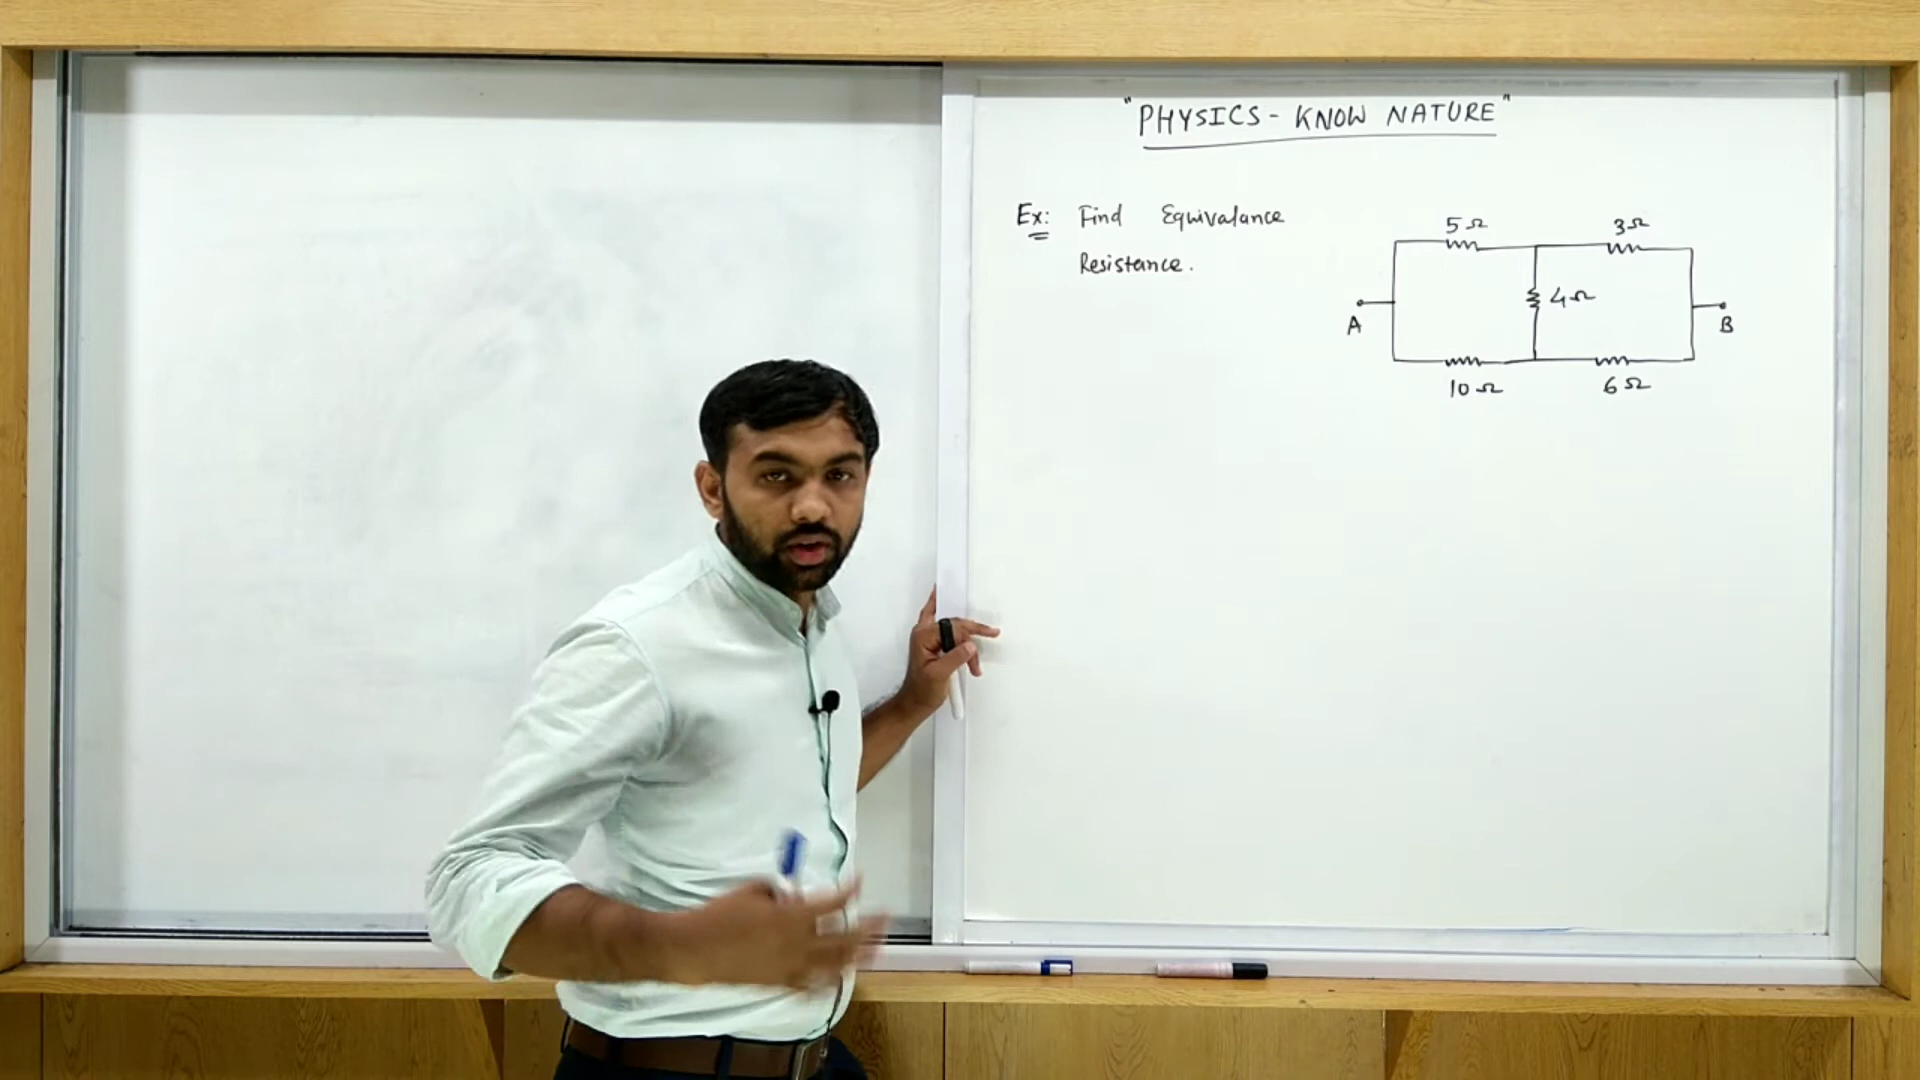 "PHYSICS - KNOW NATURE"
Ex: Find Equivalance
Resistance.
5Ω
3Ω
4Ω
A
B
10Ω
6Ω